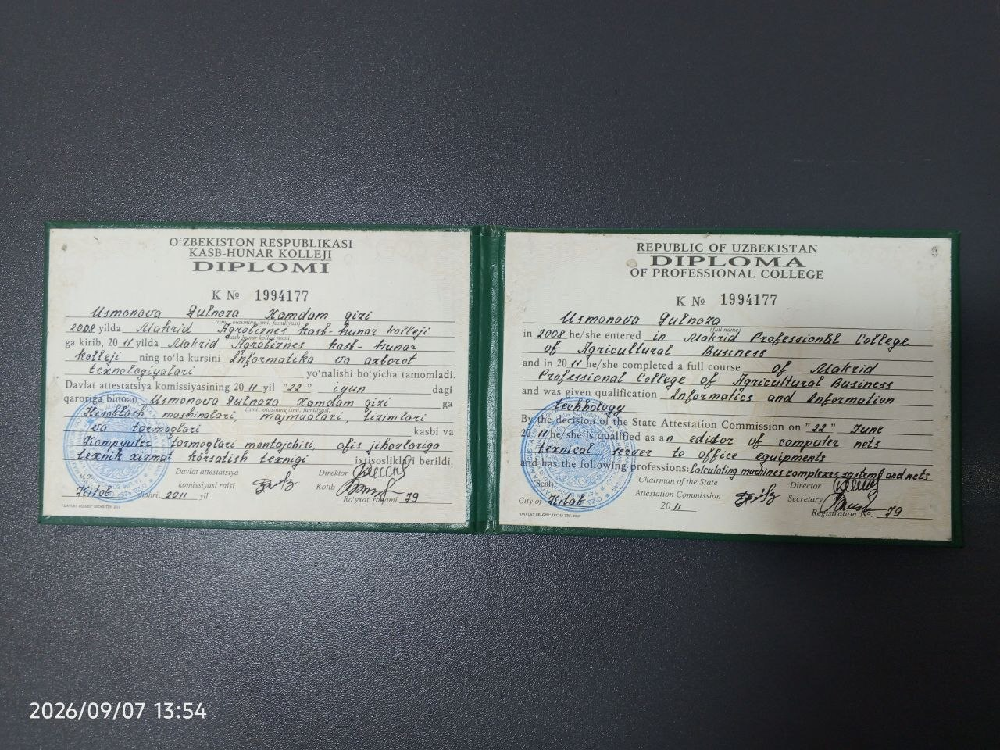 O‘ZBEKISTON RESPUBLIKASI
KASB-HUNAR KOLLEJI
DIPLOMI
K № 1994177
Usmonova Gulnoza Xamdam qizi
(ismi, otasining ismi, familiyasi)
2008 yilda Makrid Agrobiznes kasb-hunar kolleji
(kasb-hunar kolleji nomi)
ga kirib, 2011 yilda Makrid Agrobiznes kasb-hunar
kolleji ning to‘la kursini Informatika va axborot
texnologiyalari yo‘nalishi bo‘yicha tamomladi.
Davlat attestatsiya komissiyasining 2011 yil "22" iyun dagi
qaroriga binoan Usmonova Gulnoza Xamdam qizi ga
(ismi, otasining ismi, familiyasi)
Hisoblash mashinalari, majmualari, tizimlari
va tarmoqlari kasbi va
Kompyuter tarmoqlari montajchisi, ofis jihozlariga
texnik xizmat ko'rsatish texnigi ixtisosliklari berildi.
M.O‘.
Davlat attestatsiya
komissiyasi raisi
Direktor
Kotib
Kitob shahri, 2011 yil.
Ro‘yxat raqami 79
"DAVLAT BELGISI" DICHB TBF. 2011
REPUBLIC OF UZBEKISTAN
DIPLOMA
OF PROFESSIONAL COLLEGE
K № 1994177
Usmonova Gulnoza
(full name)
in 2008 he/she entered in Makrid Professional College
of Agricultural Business
and in 2011 he/she completed a full course of Makrid
Professional College of Agricultural Business
and was given qualification Informatics and Information
technology
By the decision of the State Attestation Commission on "22" June
2011 he/she is qualified as an editor of computer nets
texnical server to office equipments
and has the following professions: Calculating machines complexes systems and nets
(Seal)
Chairman of the State
Attestation Commission
Director
Secretary
City of Kitob
2011
Registration №. 79
2026/09/07 13:54